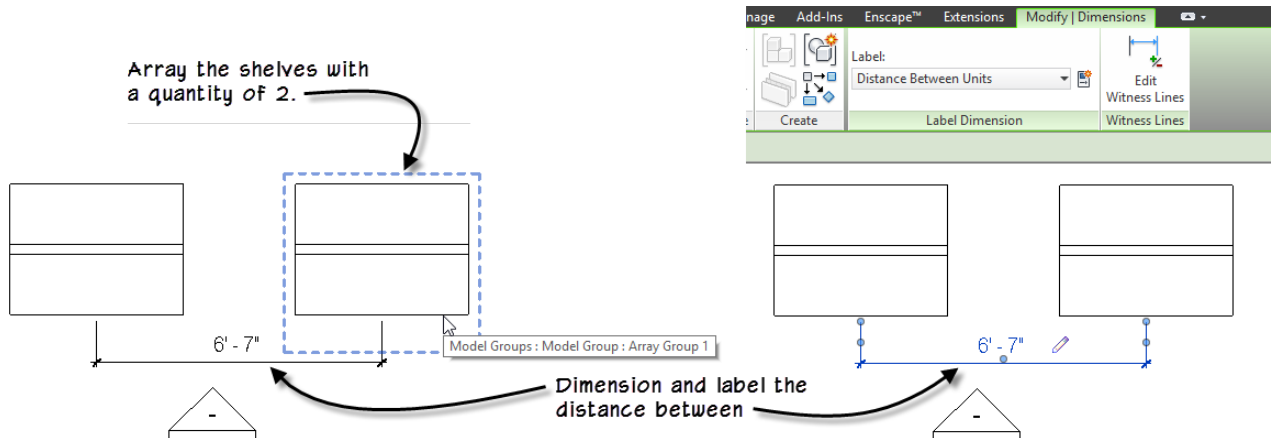 nage Add-Ins Enscape™ Extensions Modify | Dimensions
Label:
Distance Between Units
Edit
Witness Lines
Create
Label Dimension
Witness Lines
Array the shelves with
a quantity of 2.
6' - 7"
Model Groups : Model Group : Array Group 1
6' - 7"
Dimension and label the
distance between
-
-